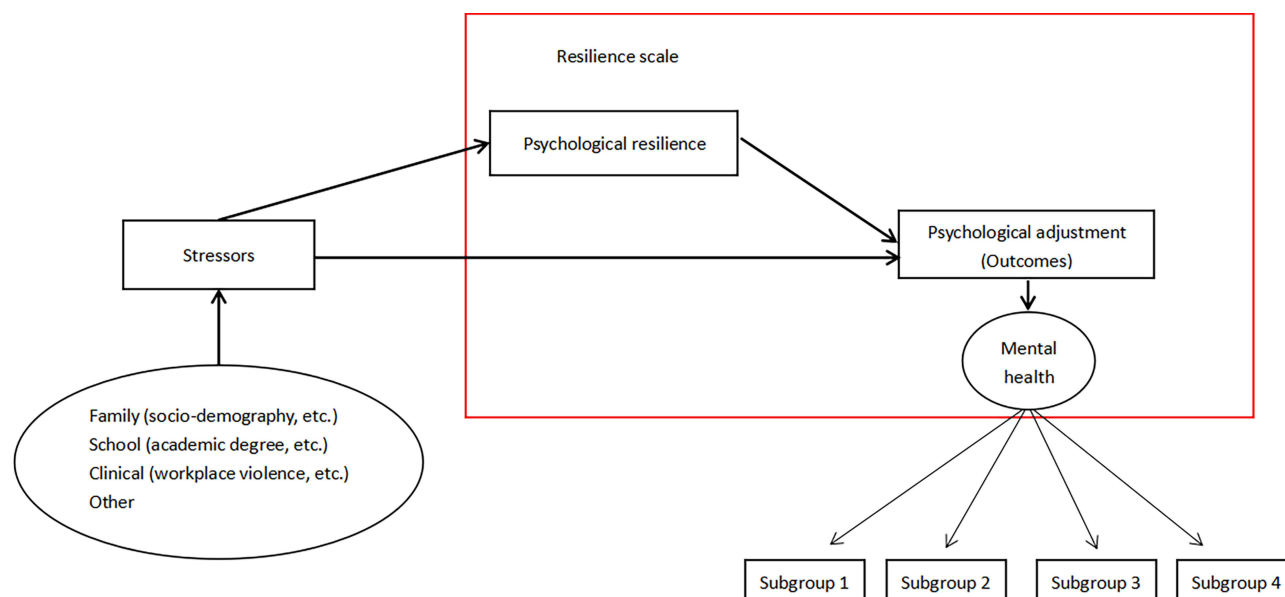 Resilience scale
Psychological resilience
Stressors
Psychological adjustment
(Outcomes)
Mental
health
Family (socio-demography, etc.)
School (academic degree, etc.)
Clinical (workplace violence, etc.)
Other
Subgroup 1
Subgroup 2
Subgroup 3
Subgroup 4